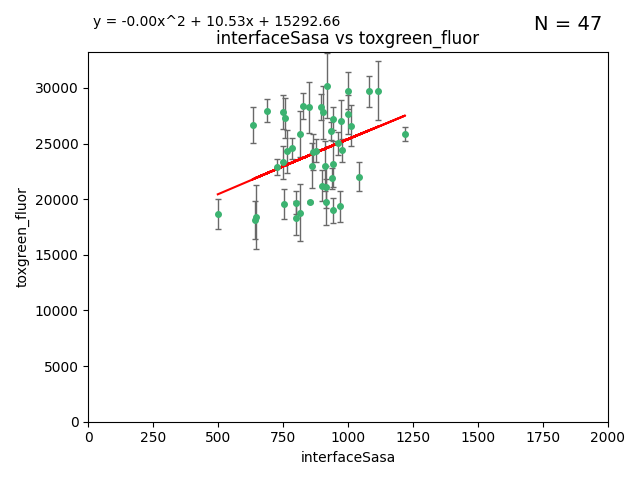 y = -0.00x^2 + 10.53x + 15292.66
N = 47
interfaceSasa vs toxgreen_fluor
toxgreen_fluor
30000
25000
20000
15000
10000
5000
0
0 250 500 750 1000 1250 1500 1750 2000
interfaceSasa